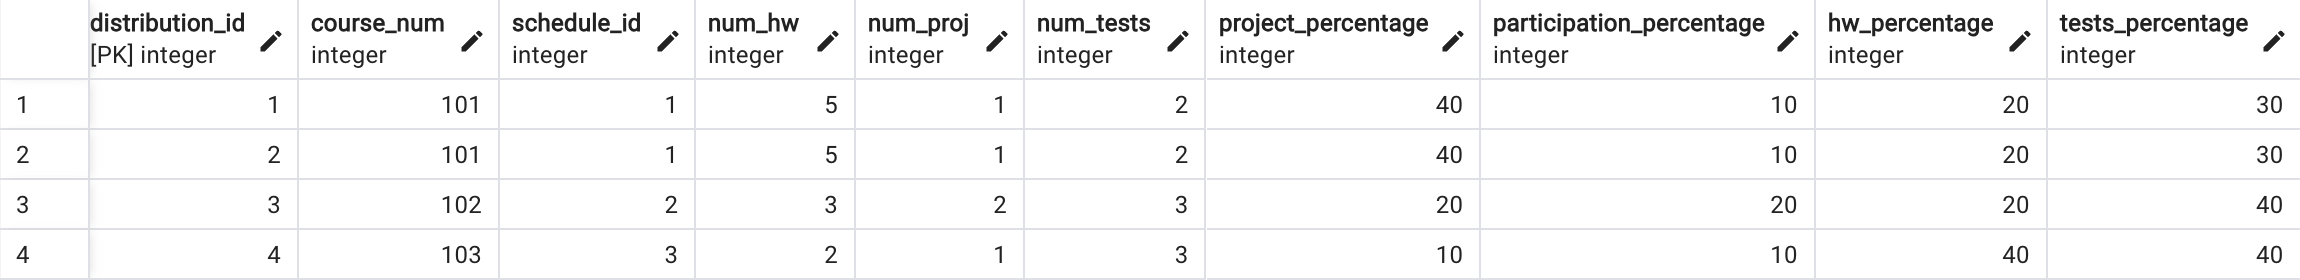 distribution_id course_num schedule_id num_hw num_proj num_tests project_percentage participation_percentage hw_percentage tests_percentage
[PK] integer integer integer integer integer integer integer integer integer integer
1 1 101 1 5 1 2 40 10 20 30
2 2 101 1 5 1 2 40 10 20 30
3 3 102 2 3 2 3 20 20 20 40
4 4 103 3 2 1 3 10 10 40 40